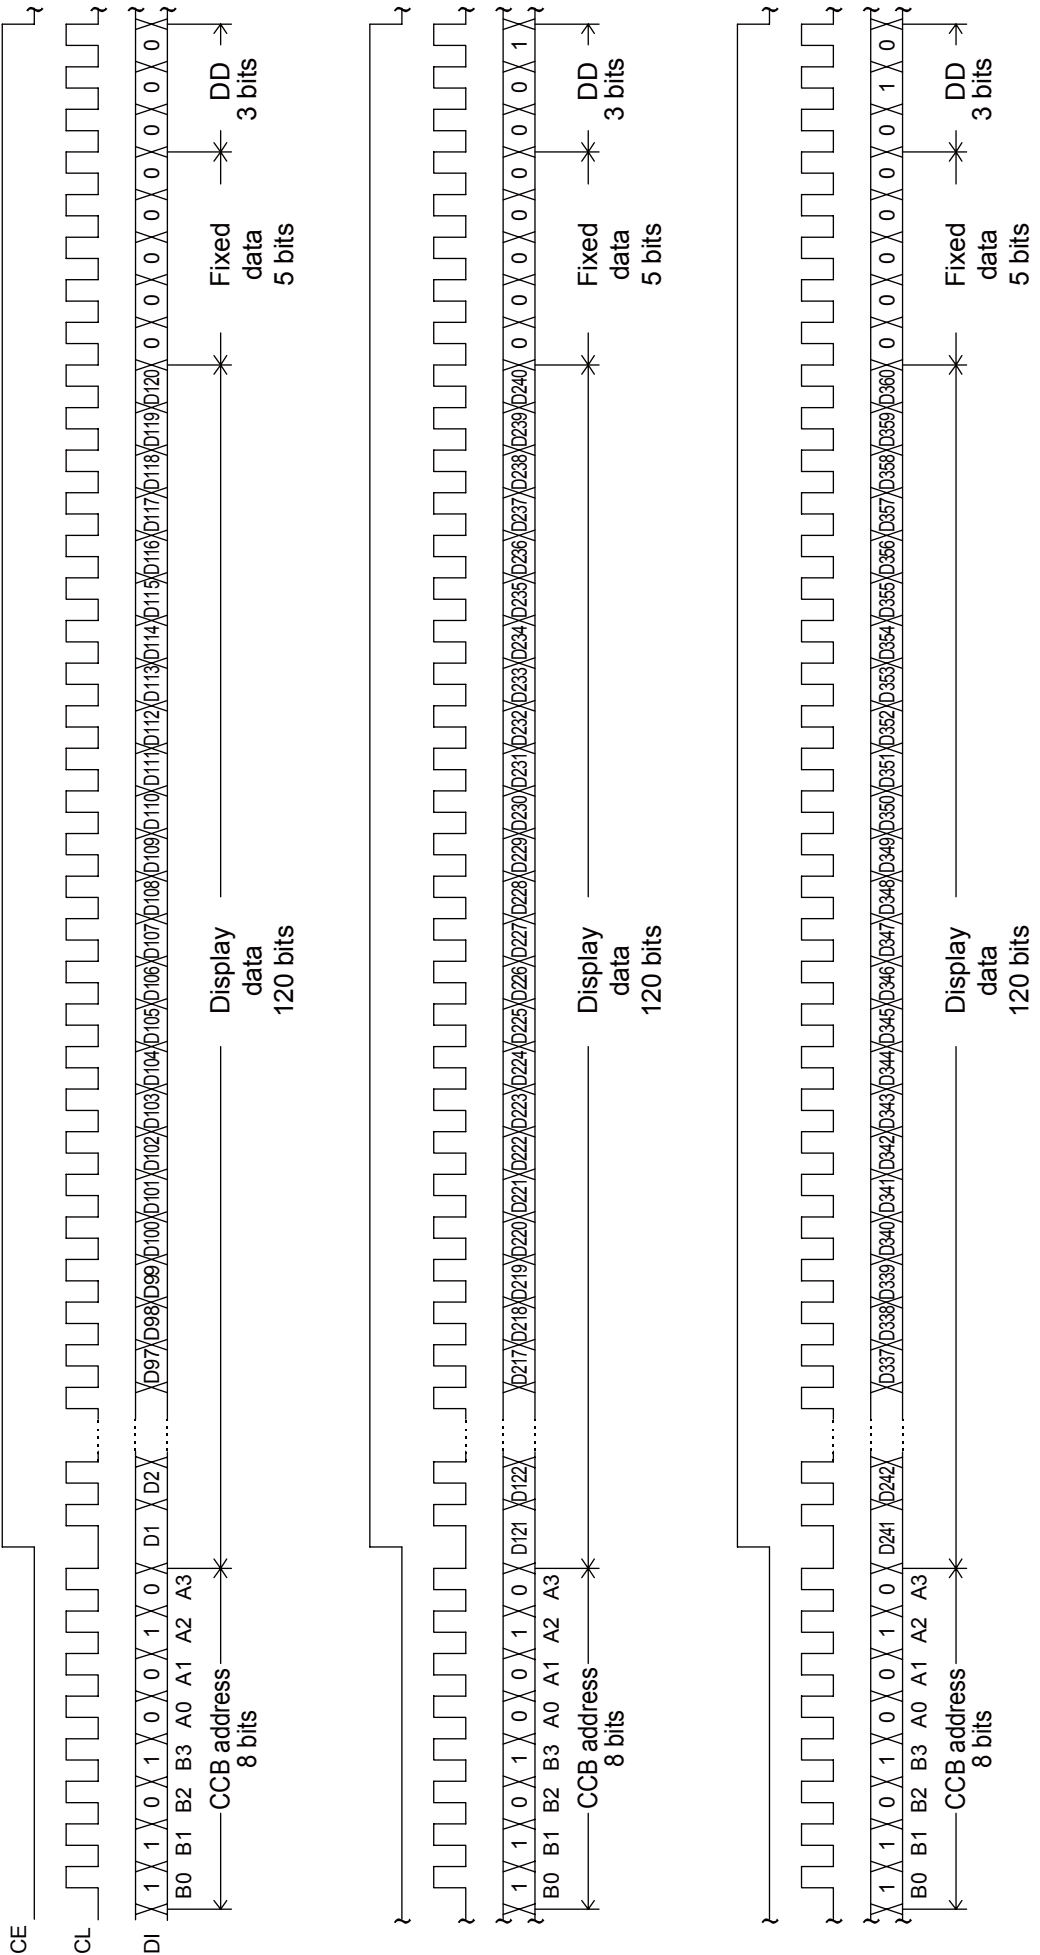 CE
CL
DI
1 1 0 1 0 0 1 0 D1 D2 D97 D98 D99 D100 D101 D102 D103 D104 D105 D106 D107 D108 D109 D110 D111 D112 D113 D114 D115 D116 D117 D118 D119 D120 0 0 0 0 0 0 0 0
B0 B1 B2 B3 A0 A1 A2 A3
CCB address
8 bits
Display
data
120 bits
Fixed
data
5 bits
DD
3 bits
1 1 0 1 0 0 1 0 D121 D122 D217 D218 D219 D220 D221 D222 D223 D224 D225 D226 D227 D228 D229 D230 D231 D232 D233 D234 D235 D236 D237 D238 D239 D240 0 0 0 0 0 0 0 1
B0 B1 B2 B3 A0 A1 A2 A3
CCB address
8 bits
Display
data
120 bits
Fixed
data
5 bits
DD
3 bits
1 1 0 1 0 0 1 0 D241 D242 D337 D338 D339 D340 D341 D342 D343 D344 D345 D346 D347 D348 D349 D350 D351 D352 D353 D354 D355 D356 D357 D358 D359 D360 0 0 0 0 0 0 1 0
B0 B1 B2 B3 A0 A1 A2 A3
CCB address
8 bits
Display
data
120 bits
Fixed
data
5 bits
DD
3 bits